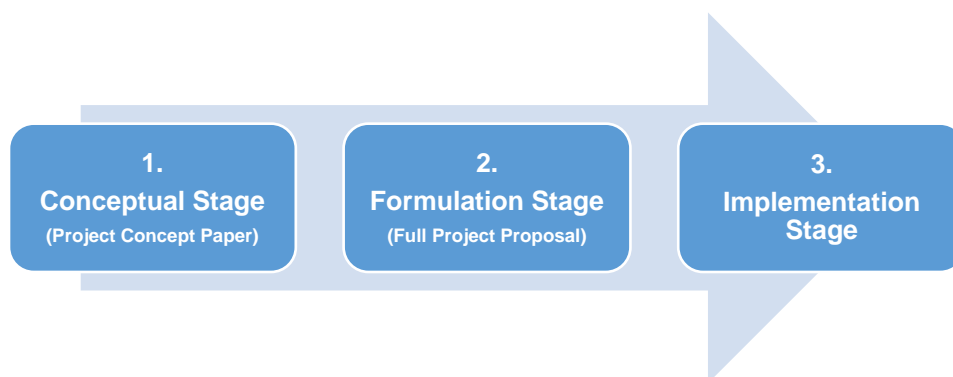 1.
Conceptual Stage
(Project Concept Paper)
2.
Formulation Stage
(Full Project Proposal)
3.
Implementation
Stage